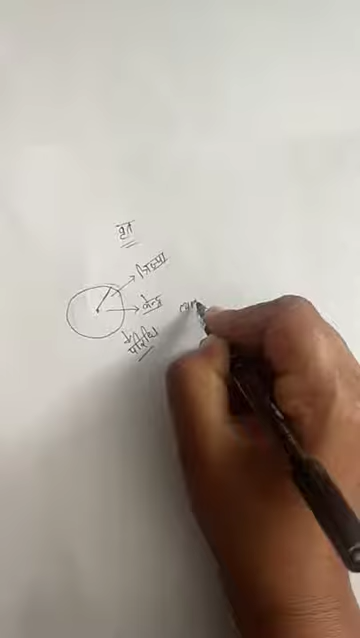 वृत
त्रिज्या
केन्द्र
परिधि